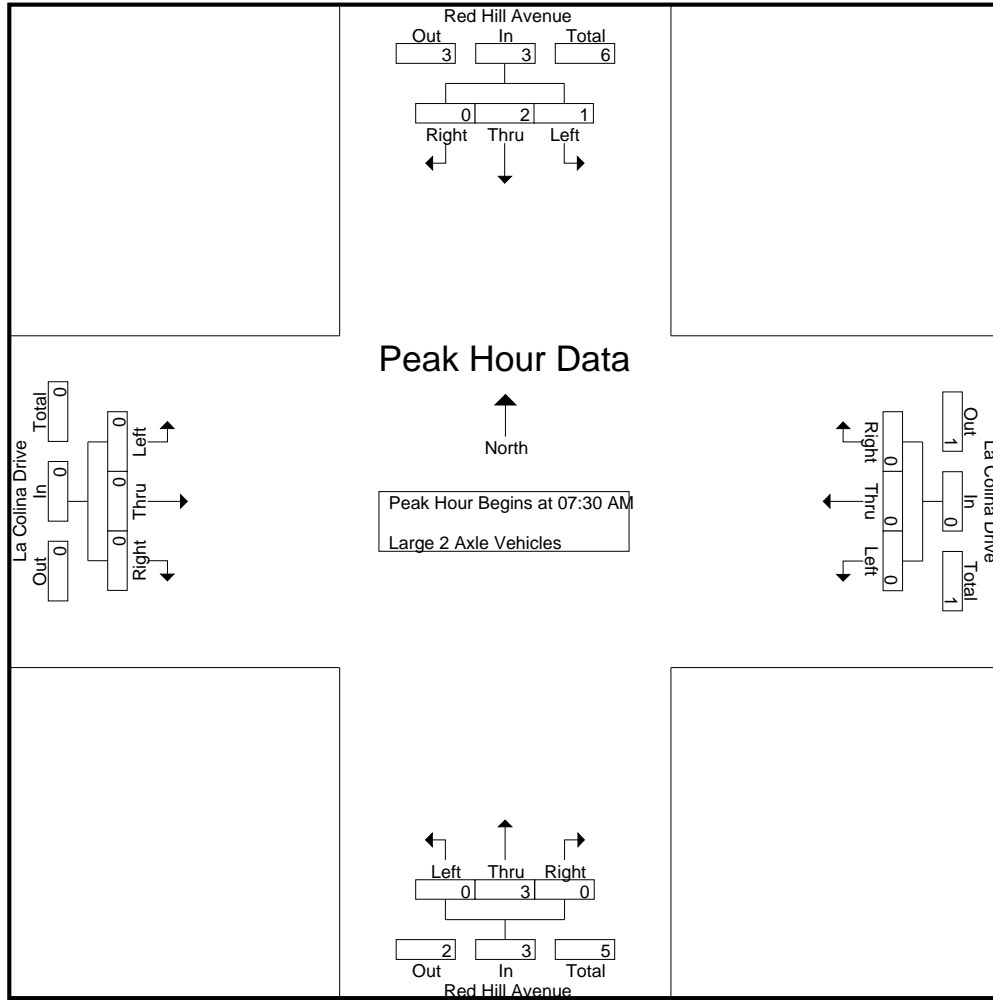 Red Hill Avenue
Out In Total
3 3 6
0 2 1
Right Thru Left
Peak Hour Data
North
Peak Hour Begins at 07:30 AM
Large 2 Axle Vehicles
La Colina Drive
Total In Out
0 0 0
0 0 0
Left Thru Right
La Colina Drive
Out In Total
1 0 1
0 0 0
Right Thru Left
Left Thru Right
0 3 0
2 3 5
Out In Total
Red Hill Avenue